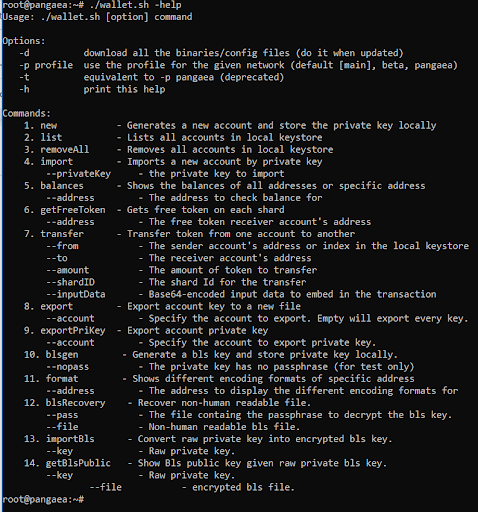 root@pangaea:~# ./wallet.sh -help
Usage: ./wallet.sh [option] command

Options:
   -d         download all the binaries/config files (do it when updated)
   -p profile  use the profile for the given network (default [main], beta, pangaea)
   -t         equivalent to -p pangaea (deprecated)
   -h         print this help

Commands:
    1. new          - Generates a new account and store the private key locally
    2. list         - Lists all accounts in local keystore
    3. removeAll    - Removes all accounts in local keystore
    4. import       - Imports a new account by private key
       --privateKey     - the private key to import
    5. balances     - Shows the balances of all addresses or specific address
       --address        - The address to check balance for
    6. getFreeToken - Gets free token on each shard
       --address        - The free token receiver account's address
    7. transfer     - Transfer token from one account to another
       --from           - The sender account's address or index in the local keystore
       --to             - The receiver account's address
       --amount         - The amount of token to transfer
       --shardID        - The shard Id for the transfer
       --inputData      - Base64-encoded input data to embed in the transaction
    8. export       - Export account key to a new file
       --account        - Specify the account to export. Empty will export every key.
    9. exportPriKey - Export account private key
       --account        - Specify the account to export private key.
   10. blsgen        - Generate a bls key and store private key locally.
       --nopass         - The private key has no passphrase (for test only)
   11. format        - Shows different encoding formats of specific address
       --address        - The address to display the different encoding formats for
   12. blsRecovery    - Recover non-human readable file.
       --pass           - The file containg the passphrase to decrypt the bls key.
       --file           - Non-human readable bls file.
   13. importBls      - Convert raw private key into encrypted bls key.
       --key            - Raw private key.
   14. getBlsPublic   - Show Bls public key given raw private bls key.
       --key            - Raw private key.
              --file           - encrypted bls file.
root@pangaea:~#